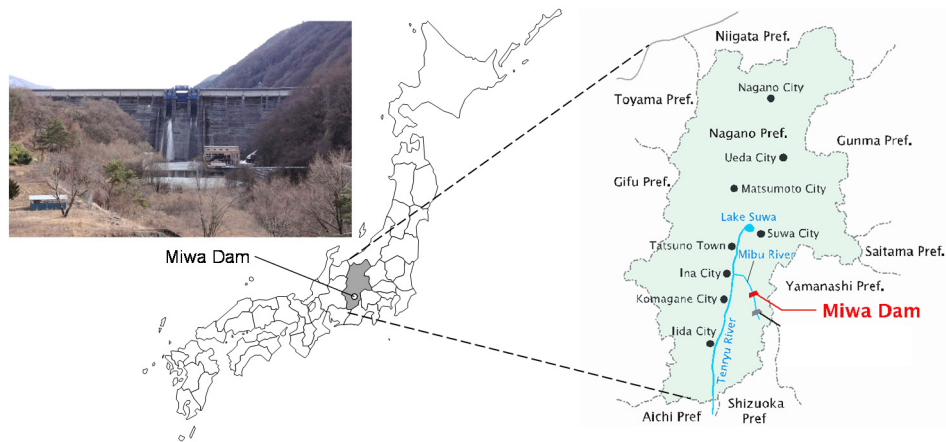 Niigata Pref.
Toyama Pref.
Nagano City
Nagano Pref.
Gunma Pref.
Ueda City
Gifu Pref.
Matsumoto City
Lake Suwa
Suwa City
Tatsuno Town
Mibu River
Saitama Pref.
Miwa Dam
Ina City
Yamanashi Pref.
Komagane City
Miwa Dam
Iida City
Tenryu River
Aichi Pref
Shizuoka
Pref